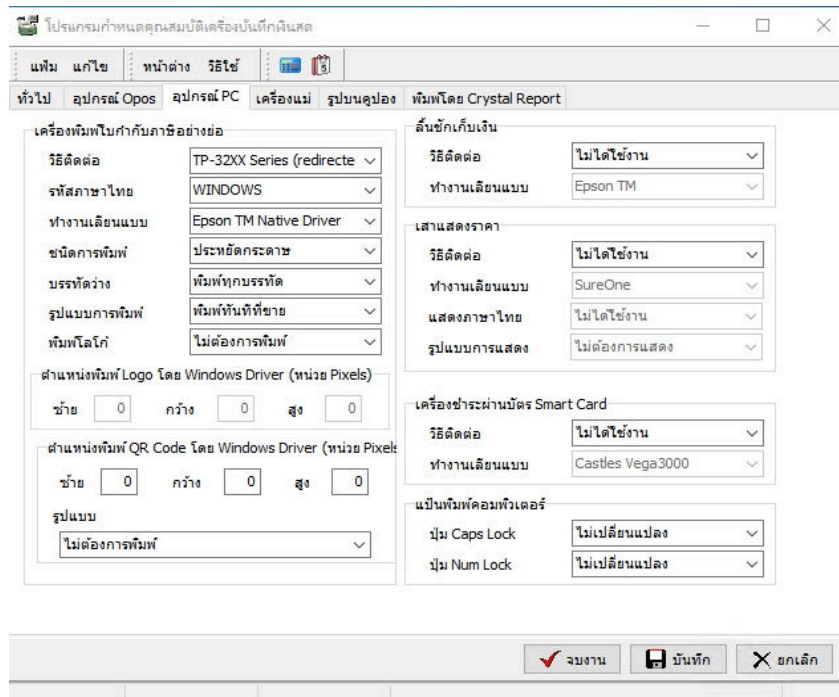 โปรแกรมกำหนดคุณสมบัติเครื่องบันทึกเงินสด
แฟ้ม แก้ไข หน้าต่าง วิธีใช้
ทั่วไป อุปกรณ์ Opos อุปกรณ์ PC เครื่องแม่ รูปบนคูปอง พิมพ์โดย Crystal Report
เครื่องพิมพ์ใบกำกับภาษีอย่างย่อ
วิธีติดต่อ TP-32XX Series (redirecte
รหัสภาษาไทย WINDOWS
ทำงานเลียนแบบ Epson TM Native Driver
ชนิดการพิมพ์ ประหยัดกระดาษ
บรรทัดว่าง พิมพ์ทุกบรรทัด
รูปแบบการพิมพ์ พิมพ์ทันทีที่ขาย
พิมพ์โลโก้ ไม่ต้องการพิมพ์
ตำแหน่งพิมพ์ Logo โดย Windows Driver (หน่วย Pixels)
ซ้าย 0 กว้าง 0 สูง 0
ตำแหน่งพิมพ์ QR Code โดย Windows Driver (หน่วย Pixels
ซ้าย 0 กว้าง 0 สูง 0
รูปแบบ
ไม่ต้องการพิมพ์
ลิ้นชักเก็บเงิน
วิธีติดต่อ ไม่ได้ใช้งาน
ทำงานเลียนแบบ Epson TM
เสาแสดงราคา
วิธีติดต่อ ไม่ได้ใช้งาน
ทำงานเลียนแบบ SureOne
แสดงภาษาไทย ไม่ได้ใช้งาน
รูปแบบการแสดง ไม่ต้องการแสดง
เครื่องชำระผ่านบัตร Smart Card
วิธีติดต่อ ไม่ได้ใช้งาน
ทำงานเลียนแบบ Castles Vega3000
แป้นพิมพ์คอมพิวเตอร์
ปุ่ม Caps Lock ไม่เปลี่ยนแปลง
ปุ่ม Num Lock ไม่เปลี่ยนแปลง
จบงาน บันทึก ยกเลิก